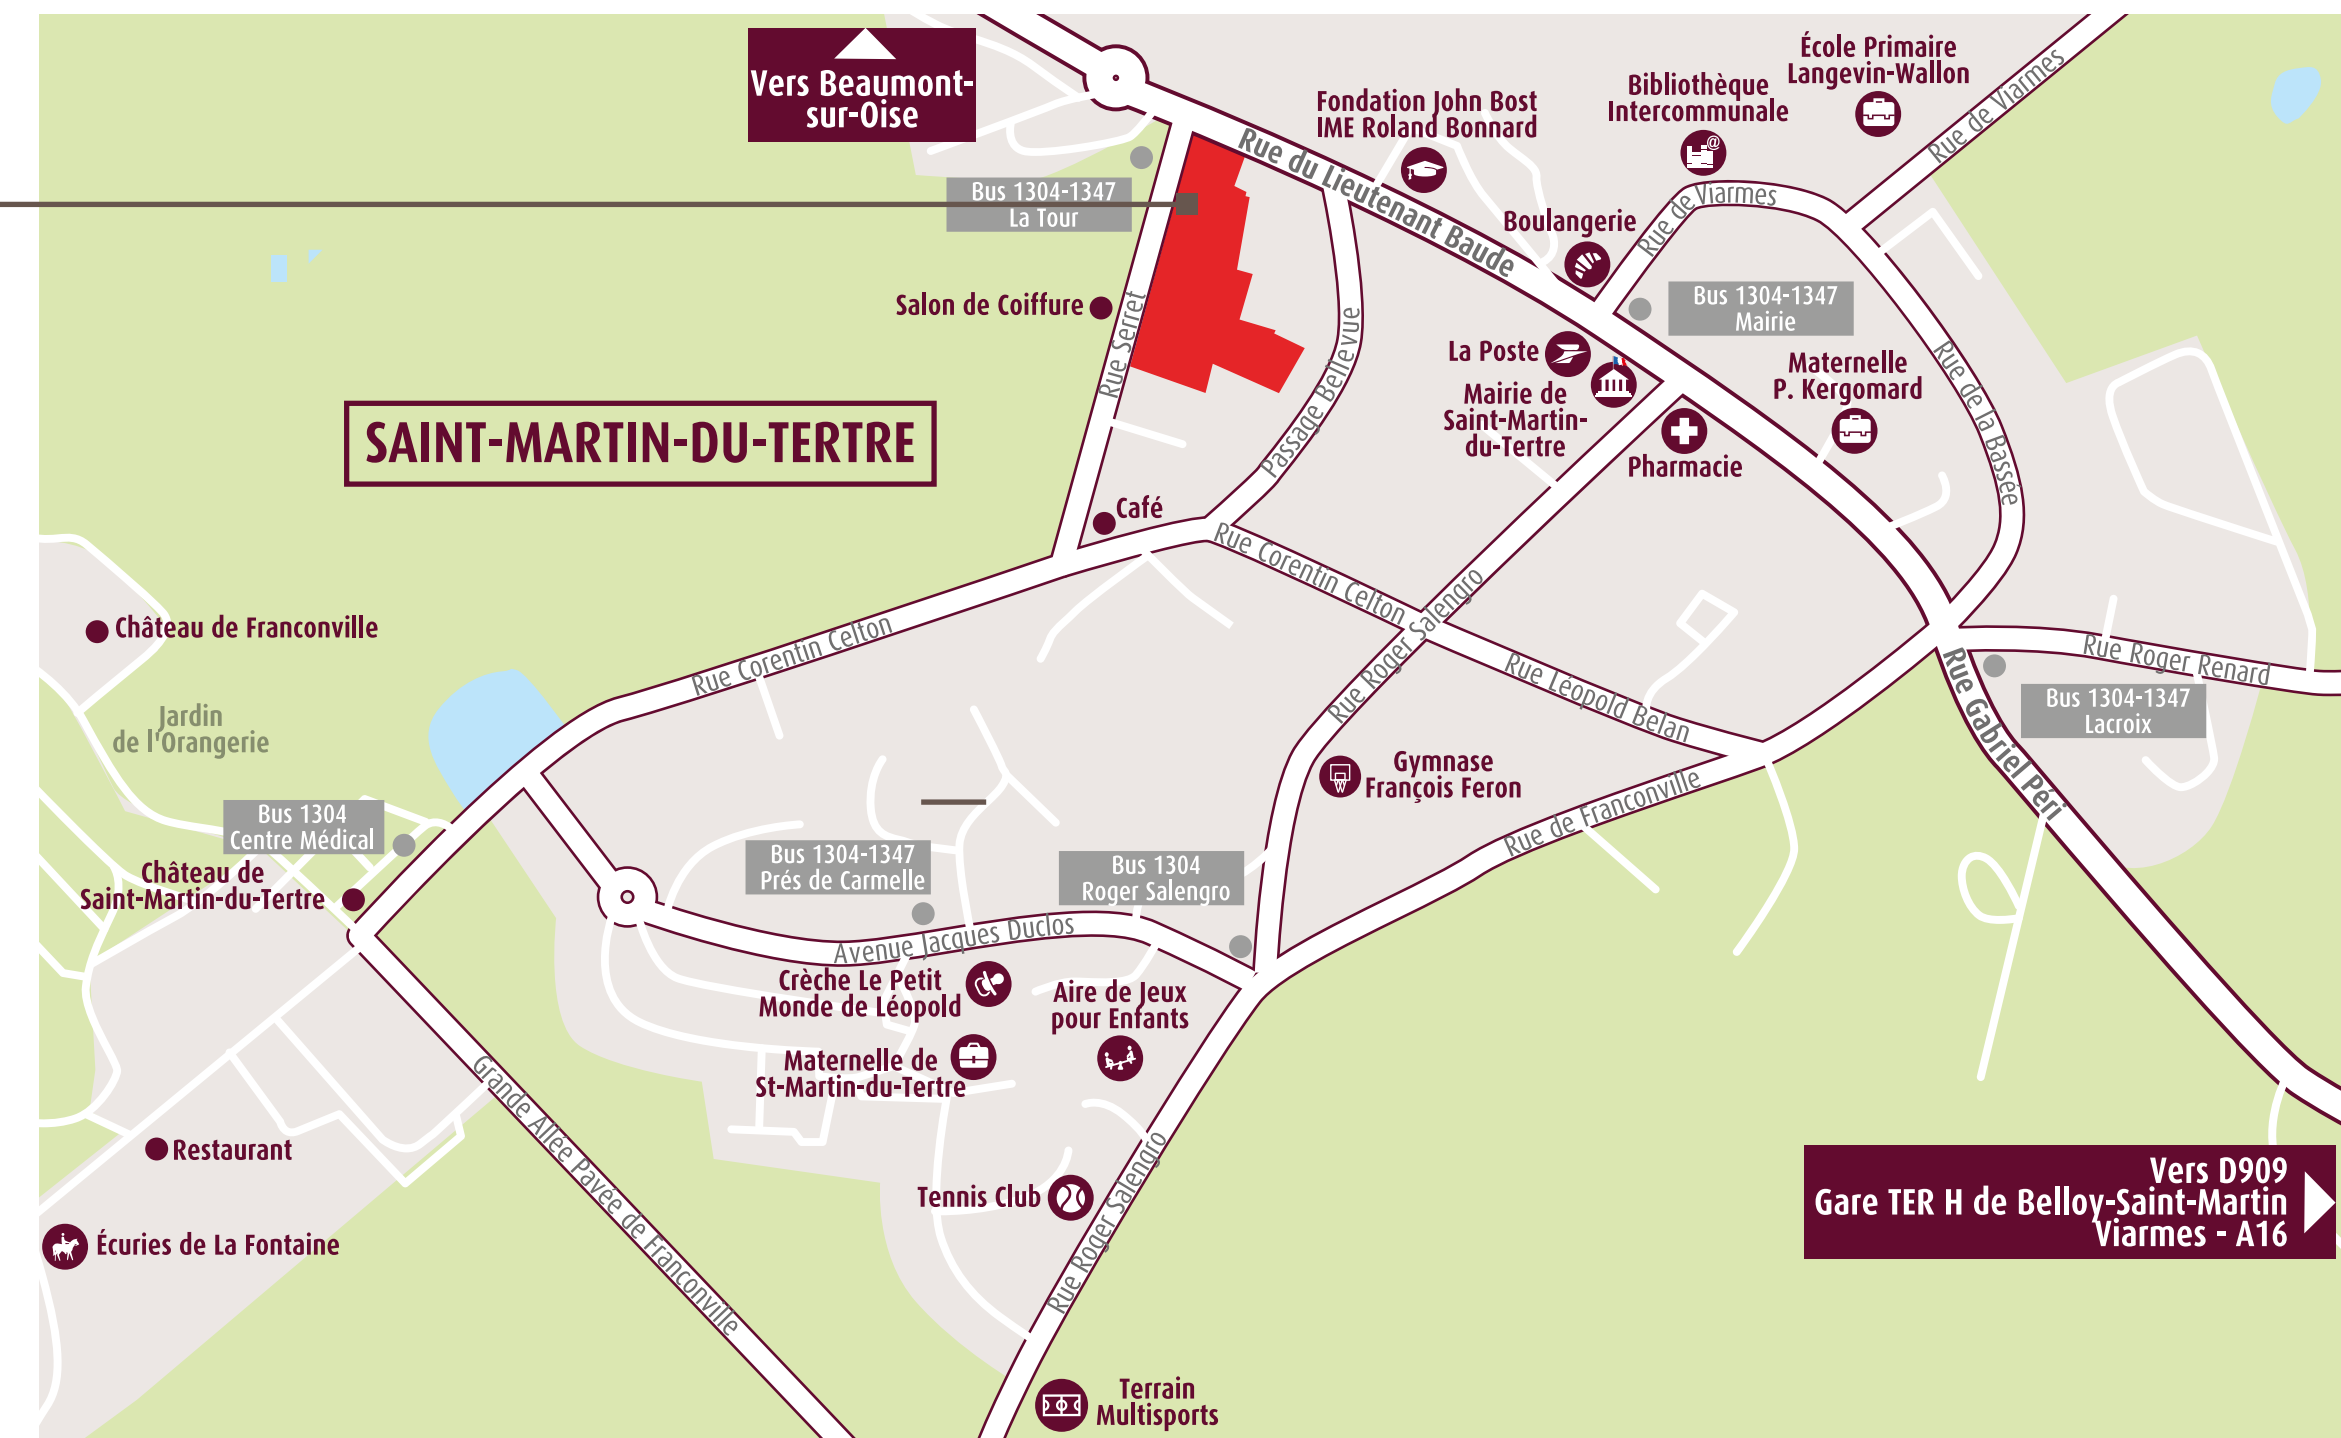 Vers Beaumont-
sur-Oise
École Primaire
Langevin-Wallon
Bibliothèque
Intercommunale
Fondation John Bost
IME Roland Bonnard
Rue de Viarmes
Rue du Lieutenant Baude
Bus 1304-1347
La Tour
Rue de Viarmes
Boulangerie
Salon de Coiffure
Rue Serret
Passage Bellevue
Bus 1304-1347
Mairie
La Poste
Mairie de
Saint-Martin-
du-Tertre
Maternelle
P. Kergomard
Rue de la Bassée
Pharmacie
SAINT-MARTIN-DU-TERTRE
Café
Rue Corentin Celton
Rue Roger Salengro
Château de Franconville
Rue Corentin Celton
Rue Roger Salengro
Rue Léopold Belan
Rue Roger Renard
Rue Gabriel Péri
Bus 1304-1347
Lacroix
Jardin
de l'Orangerie
Gymnase
François Feron
Rue de Franconville
Bus 1304
Centre Médical
Bus 1304-1347
Prés de Carmelle
Bus 1304
Roger Salengro
Château de
Saint-Martin-du-Tertre
Avenue Jacques Duclos
Crèche Le Petit
Monde de Léopold
Aire de Jeux
pour Enfants
Maternelle de
St-Martin-du-Tertre
Grande Allée Pavée de Franconville
Restaurant
Tennis Club
Rue Roger Salengro
Écuries de La Fontaine
Vers D909
Gare TER H de Belloy-Saint-Martin
Viarmes - A16
Terrain
Multisports